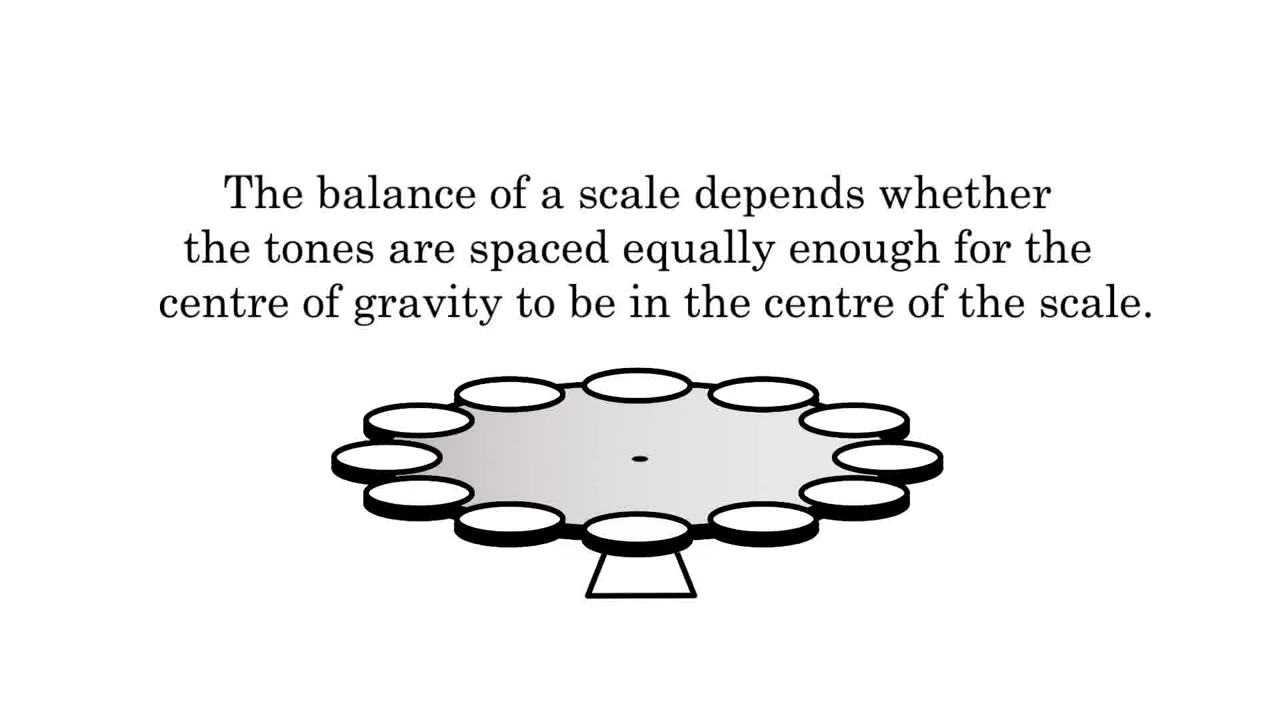 The balance of a scale depends whether
the tones are spaced equally enough for the
centre of gravity to be in the centre of the scale.